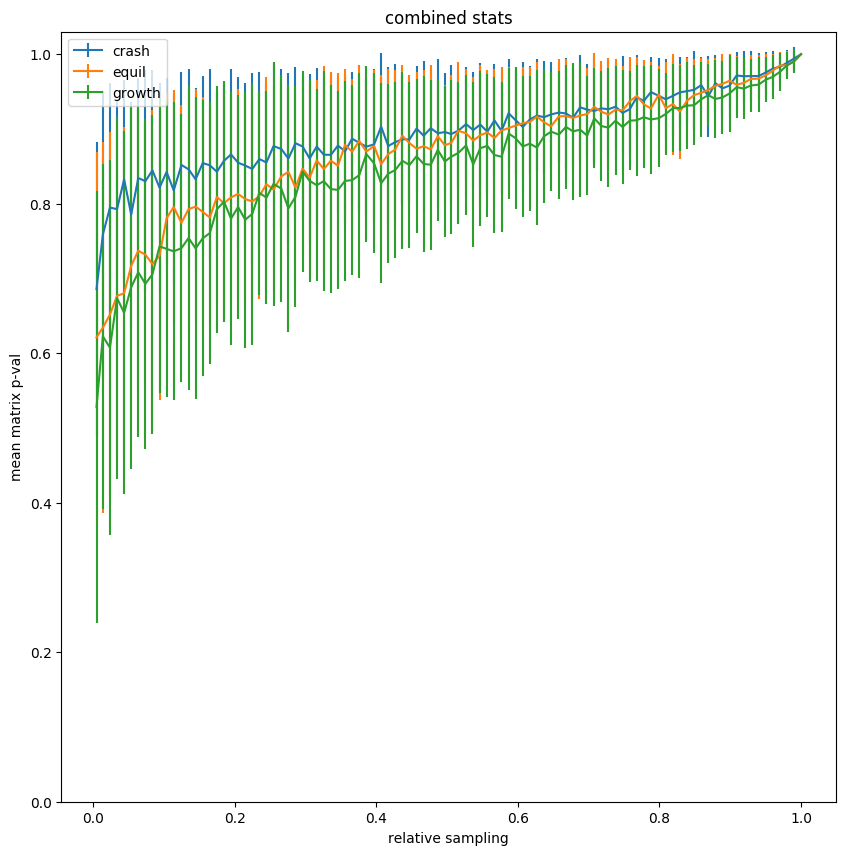 combined stats
crash
equil
growth
mean matrix p-val
1.0
0.8
0.6
0.4
0.2
0.0
0.0 0.2 0.4 0.6 0.8 1.0
relative sampling